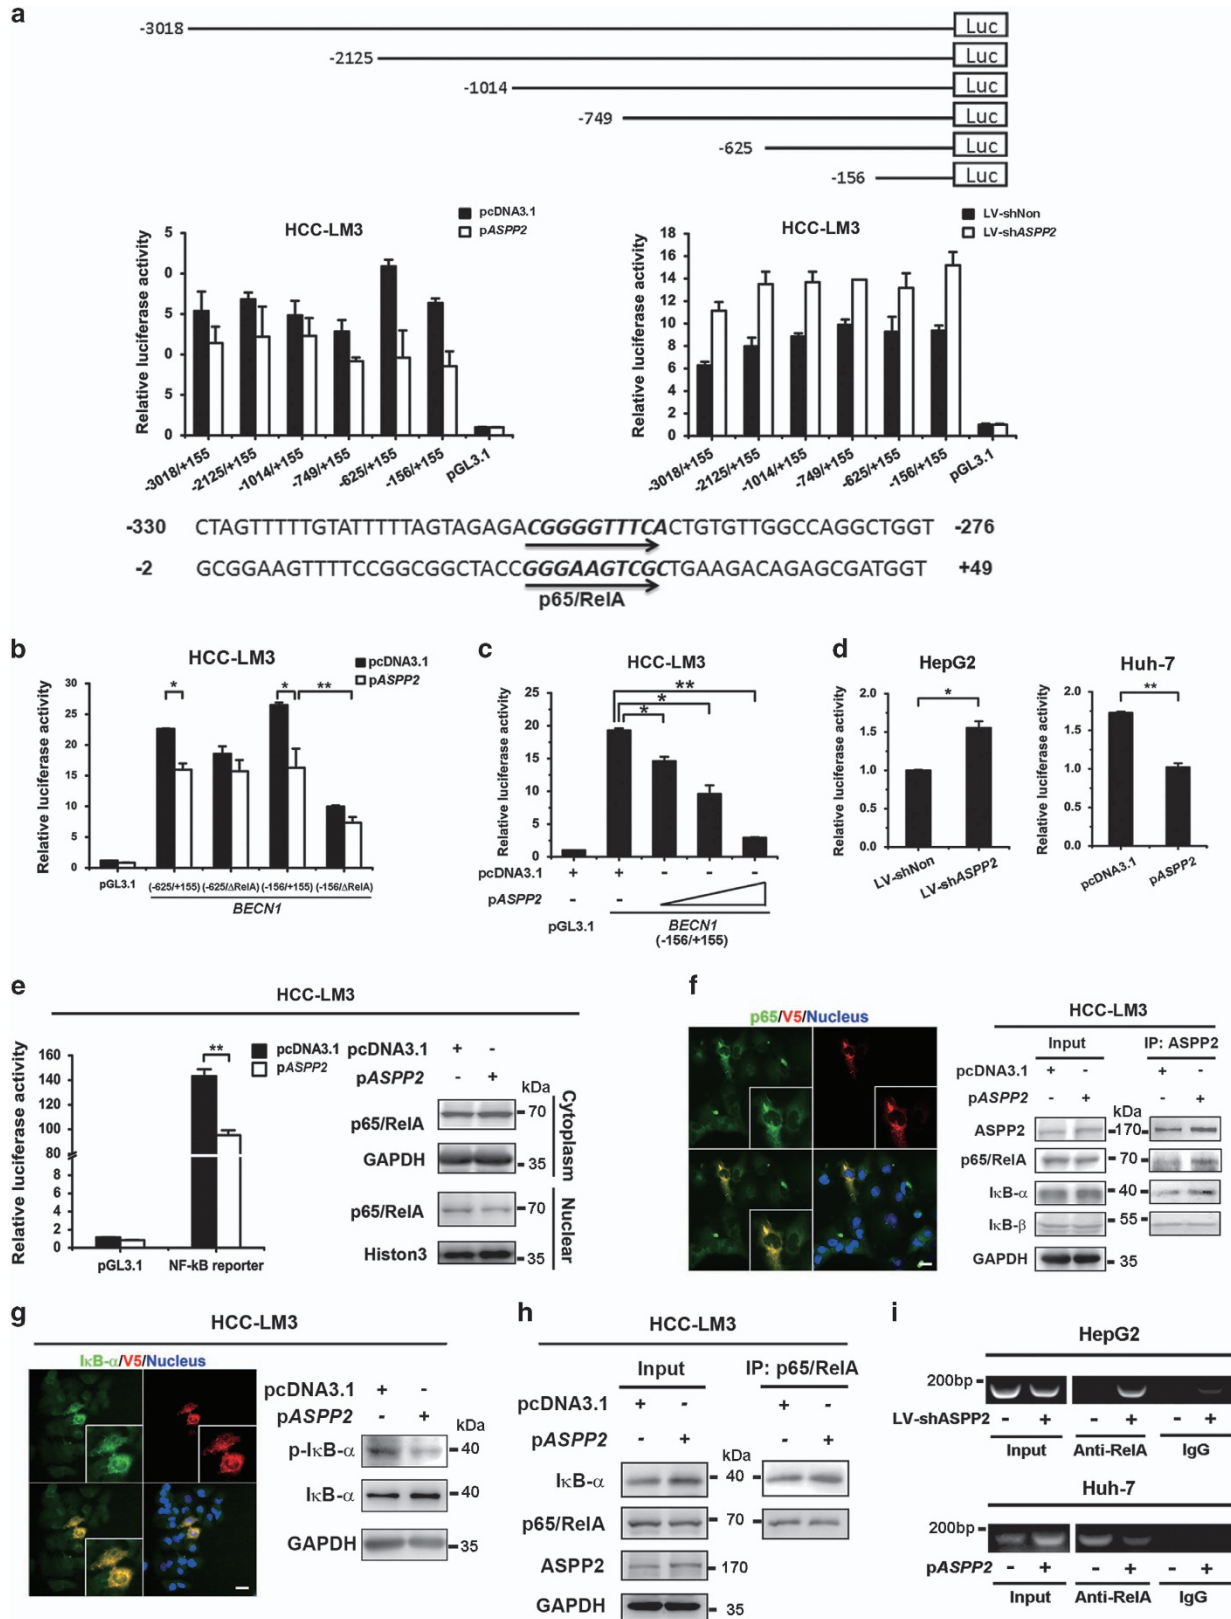 a
-3018 Luc
-2125 Luc
-1014 Luc
-749 Luc
-625 Luc
-156 Luc
HCC-LM3
pcDNA3.1
pASPP2
Relative luciferase activity
5
0
5
0
5
0
-3018/+155 -2125/+155 -1014/+155 -749/+155 -625/+155 -156/+155 pGL3.1
HCC-LM3
LV-shNon
LV-shASPP2
Relative luciferase activity
18
16
14
12
10
8
6
4
2
0
-3018/+155 -2125/+155 -1014/+155 -749/+155 -625/+155 -156/+155 pGL3.1
-330 CTAGTTTTTGTATTTTTAGTAGAGACGGGGTTTCACTGTGTTGGCCAGGCTGGT -276
-2 GCGGAAGTTTTCCGGCGGCTACCGGGAAGTCGCTGAAGACAGAGCGATGGT +49
p65/RelA
b
HCC-LM3
pcDNA3.1
pASPP2
Relative luciferase activity
30
25
20
15
10
5
0
* * **
pGL3.1 (-625/+155) (-625/ΔRelA) (-156/+155) (-156/ΔRelA)
BECN1
c
HCC-LM3
Relative luciferase activity
25
20
15
10
5
0
**
*
*
pcDNA3.1 + + - - -
pASPP2 - -
pGL3.1 BECN1
(-156/+155)
d
HepG2
Relative luciferase activity
2.0
1.5
1.0
0.5
0.0
*
LV-shNon LV-shASPP2
Huh-7
Relative luciferase activity
2.0
1.5
1.0
0.5
0.0
**
pcDNA3.1 pASPP2
e
HCC-LM3
Relative luciferase activity
160
140
120
100
80
6
4
2
0
**
pcDNA3.1
pASPP2
pGL3.1 NF-kB reporter
pcDNA3.1 + -
pASPP2 - +
kDa
p65/RelA 70
GAPDH 35
Cytoplasm
p65/RelA 70
Histon3 35
Nuclear
f
p65/V5/Nucleus
HCC-LM3
Input IP: ASPP2
pcDNA3.1 + - + -
pASPP2 - + - +
kDa
ASPP2 170
p65/RelA 70
IκB-α 40
IκB-β 55
GAPDH 35
g
HCC-LM3
IκB-α/V5/Nucleus
pcDNA3.1 + -
pASPP2 - +
kDa
p-IκB-α 40
IκB-α 40
GAPDH 35
h
HCC-LM3
Input IP: p65/RelA
pcDNA3.1 + - + -
pASPP2 - + - +
kDa
IκB-α 40
p65/RelA 70
ASPP2 170
GAPDH 35
i
HepG2
200bp
LV-shASPP2 - + - + - +
Input Anti-RelA IgG
Huh-7
200bp
pASPP2 - + - + - +
Input Anti-RelA IgG